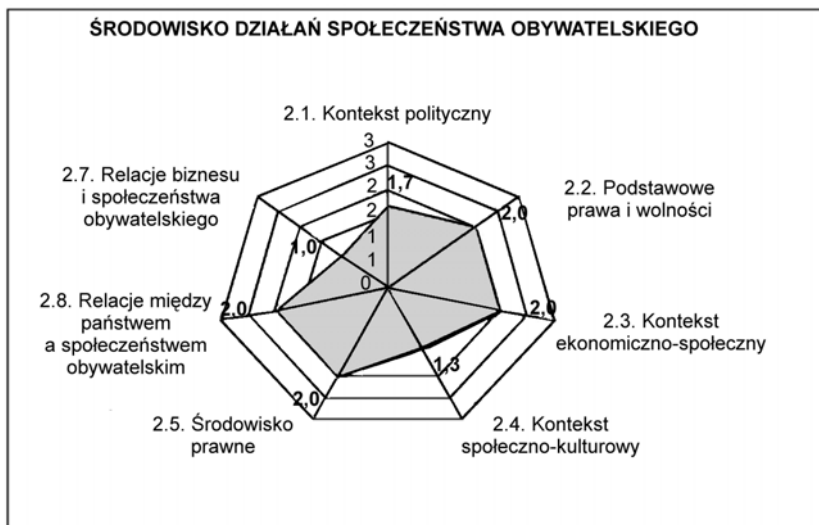 ŚRODOWISKO DZIAŁAŃ SPOŁECZEŃSTWA OBYWATELSKIEGO
2.1. Kontekst polityczny
3
3
2
2
1
1
0
1,7
2.2. Podstawowe
prawa i wolności
2,0
2.3. Kontekst
ekonomiczno-społeczny
2,0
2.4. Kontekst
społeczno-kulturowy
1,3
2.5. Środowisko
prawne
2,0
2.8. Relacje między
państwem
a społeczeństwem
obywatelskim
2,0
2.7. Relacje biznesu
i społeczeństwa
obywatelskiego
1,0